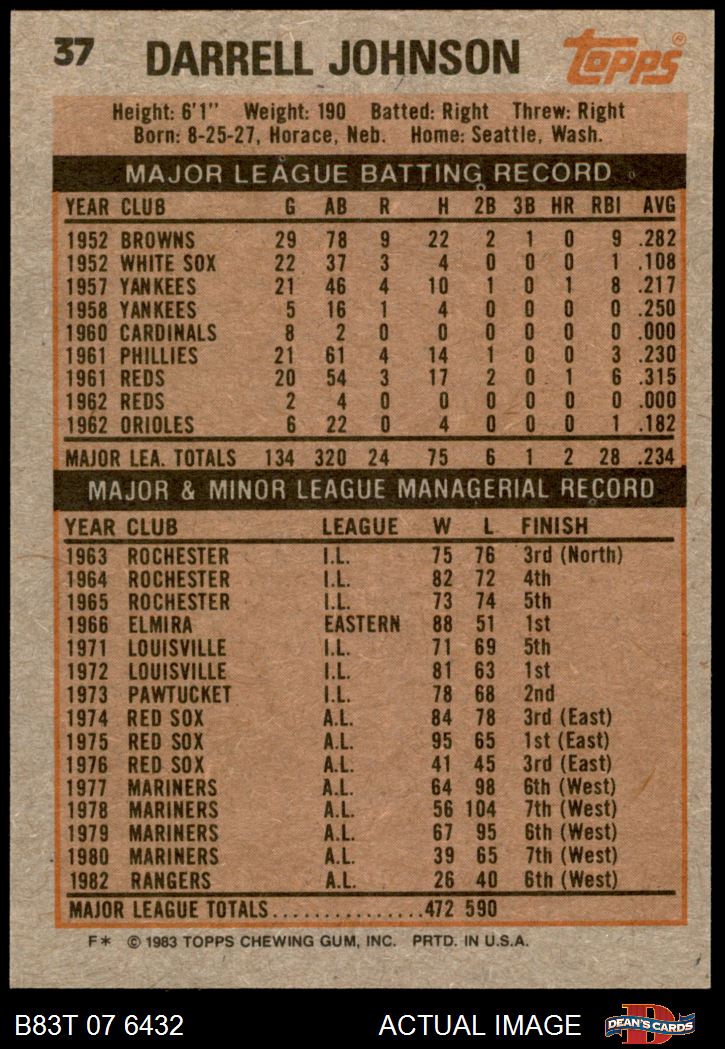 37 DARRELL JOHNSON Topps®
Height: 6'1" Weight: 190 Batted: Right Threw: Right
Born: 8-25-27, Horace, Neb. Home: Seattle, Wash.
MAJOR LEAGUE BATTING RECORD
YEAR CLUB G AB R H 2B 3B HR RBI AVG
1952 BROWNS 29 78 9 22 2 1 0 9 .282
1952 WHITE SOX 22 37 3 4 0 0 0 1 .108
1957 YANKEES 21 46 4 10 1 0 1 8 .217
1958 YANKEES 5 16 1 4 0 0 0 0 .250
1960 CARDINALS 8 2 0 0 0 0 0 0 .000
1961 PHILLIES 21 61 4 14 1 0 0 3 .230
1961 REDS 20 54 3 17 2 0 1 6 .315
1962 REDS 2 4 0 0 0 0 0 0 .000
1962 ORIOLES 6 22 0 4 0 0 0 1 .182
MAJOR LEA. TOTALS 134 320 24 75 6 1 2 28 .234
MAJOR & MINOR LEAGUE MANAGERIAL RECORD
YEAR CLUB LEAGUE W L FINISH
1963 ROCHESTER I.L. 75 76 3rd (North)
1964 ROCHESTER I.L. 82 72 4th
1965 ROCHESTER I.L. 73 74 5th
1966 ELMIRA EASTERN 88 51 1st
1971 LOUISVILLE I.L. 71 69 5th
1972 LOUISVILLE I.L. 81 63 1st
1973 PAWTUCKET I.L. 78 68 2nd
1974 RED SOX A.L. 84 78 3rd (East)
1975 RED SOX A.L. 95 65 1st (East)
1976 RED SOX A.L. 41 45 3rd (East)
1977 MARINERS A.L. 64 98 6th (West)
1978 MARINERS A.L. 56 104 7th (West)
1979 MARINERS A.L. 67 95 6th (West)
1980 MARINERS A.L. 39 65 7th (West)
1982 RANGERS A.L. 26 40 6th (West)
MAJOR LEAGUE TOTALS...............472 590
F* © 1983 TOPPS CHEWING GUM, INC. PRTD. IN U.S.A.
B83T 07 6432 ACTUAL IMAGE D DEAN'S CARDS